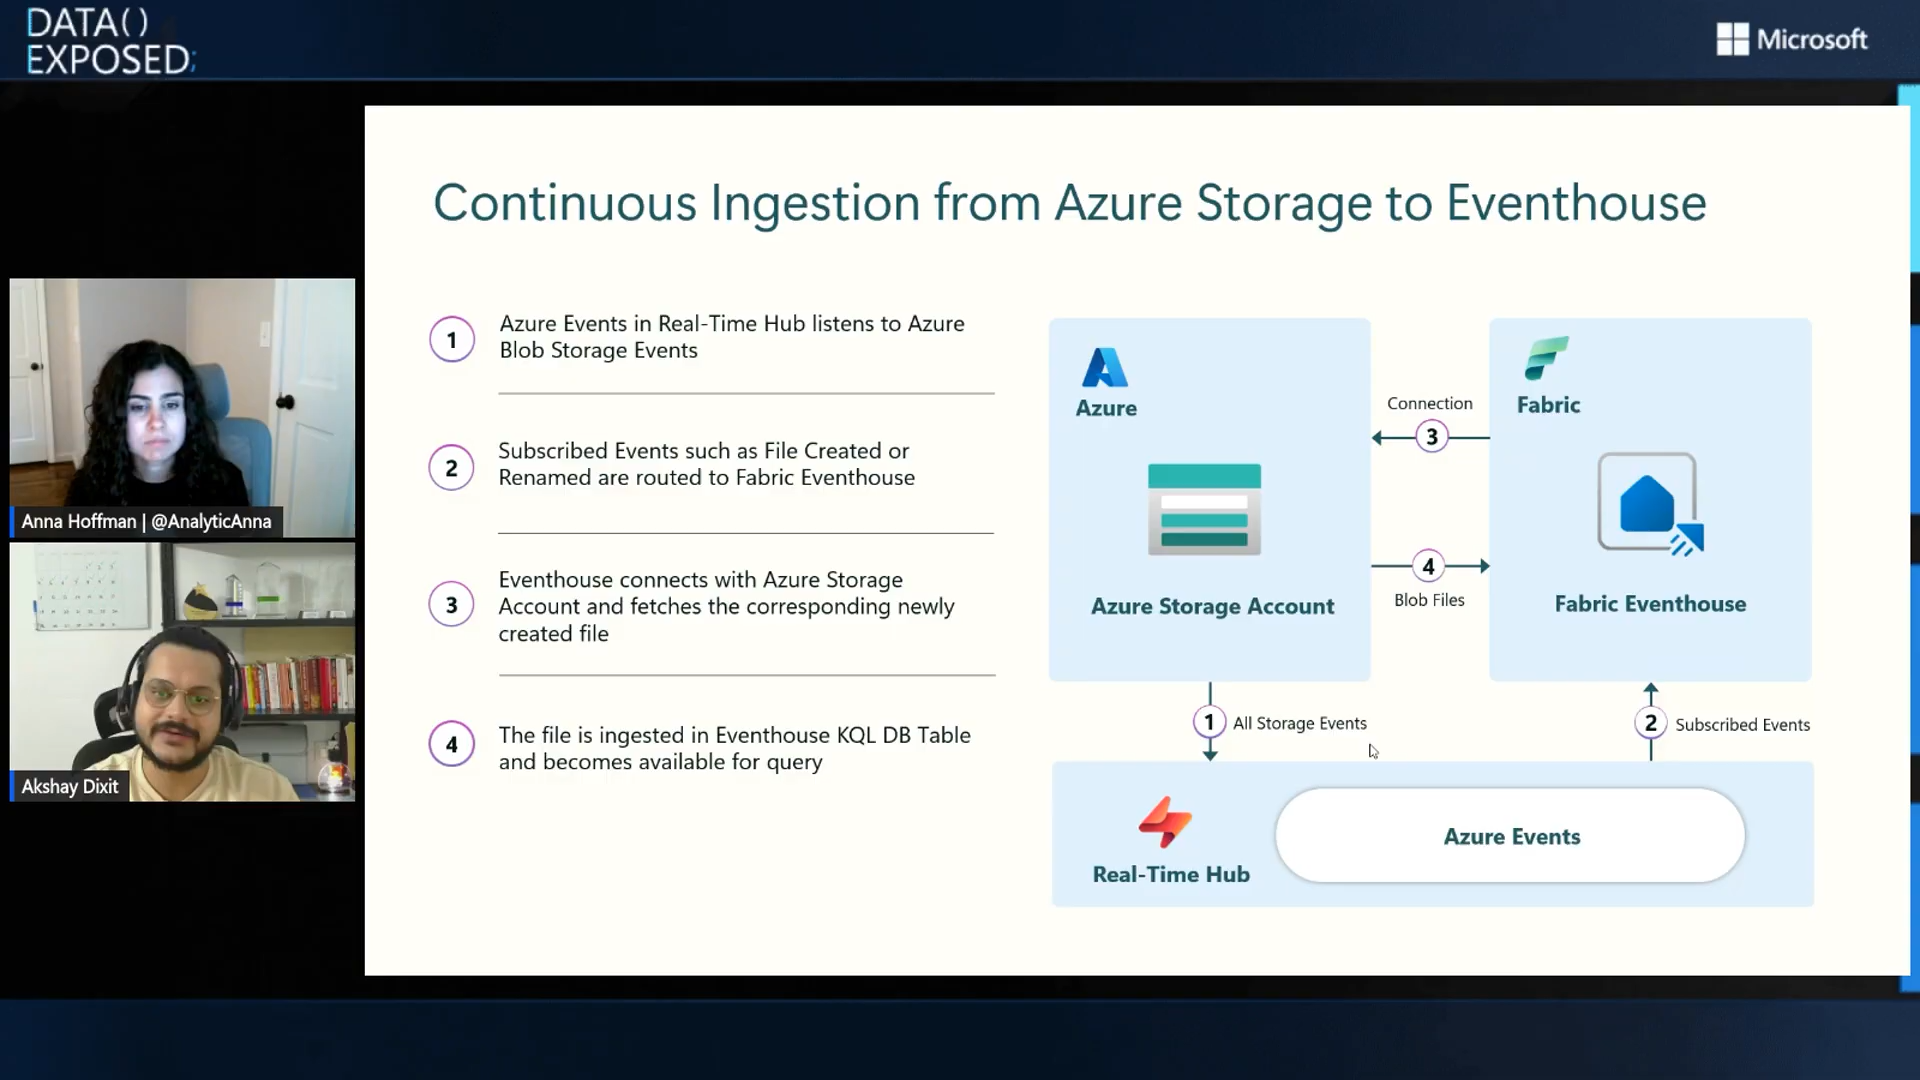 DATA()
EXPOSED;
Microsoft
Continuous Ingestion from Azure Storage to Eventhouse
1
Azure Events in Real-Time Hub listens to Azure
Blob Storage Events
2
Subscribed Events such as File Created or
Renamed are routed to Fabric Eventhouse
3
Eventhouse connects with Azure Storage
Account and fetches the corresponding newly
created file
4
The file is ingested in Eventhouse KQL DB Table
and becomes available for query
Azure
Azure Storage Account
Connection
3
4
Blob Files
Fabric
Fabric Eventhouse
1
All Storage Events
2
Subscribed Events
Real-Time Hub
Azure Events
Anna Hoffman | @AnalyticAnna
Akshay Dixit